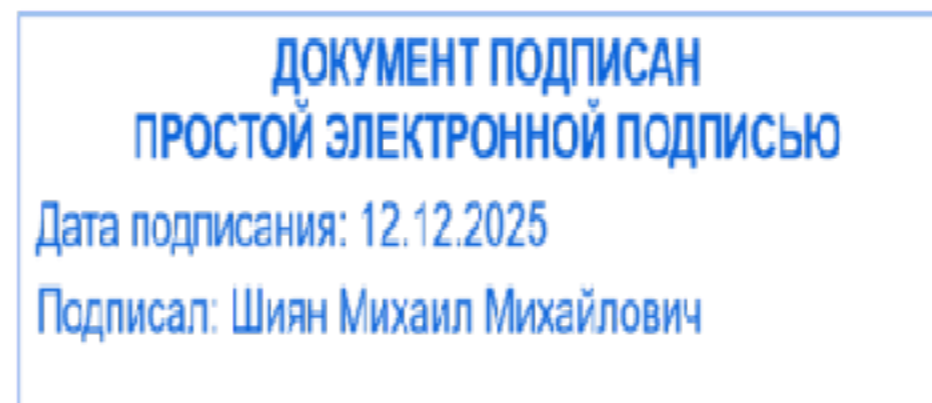 ДОКУМЕНТ ПОДПИСАН
ПРОСТОЙ ЭЛЕКТРОННОЙ ПОДПИСЬЮ
Дата подписания: 12.12.2025
Подписал: Шиян Михаил Михайлович